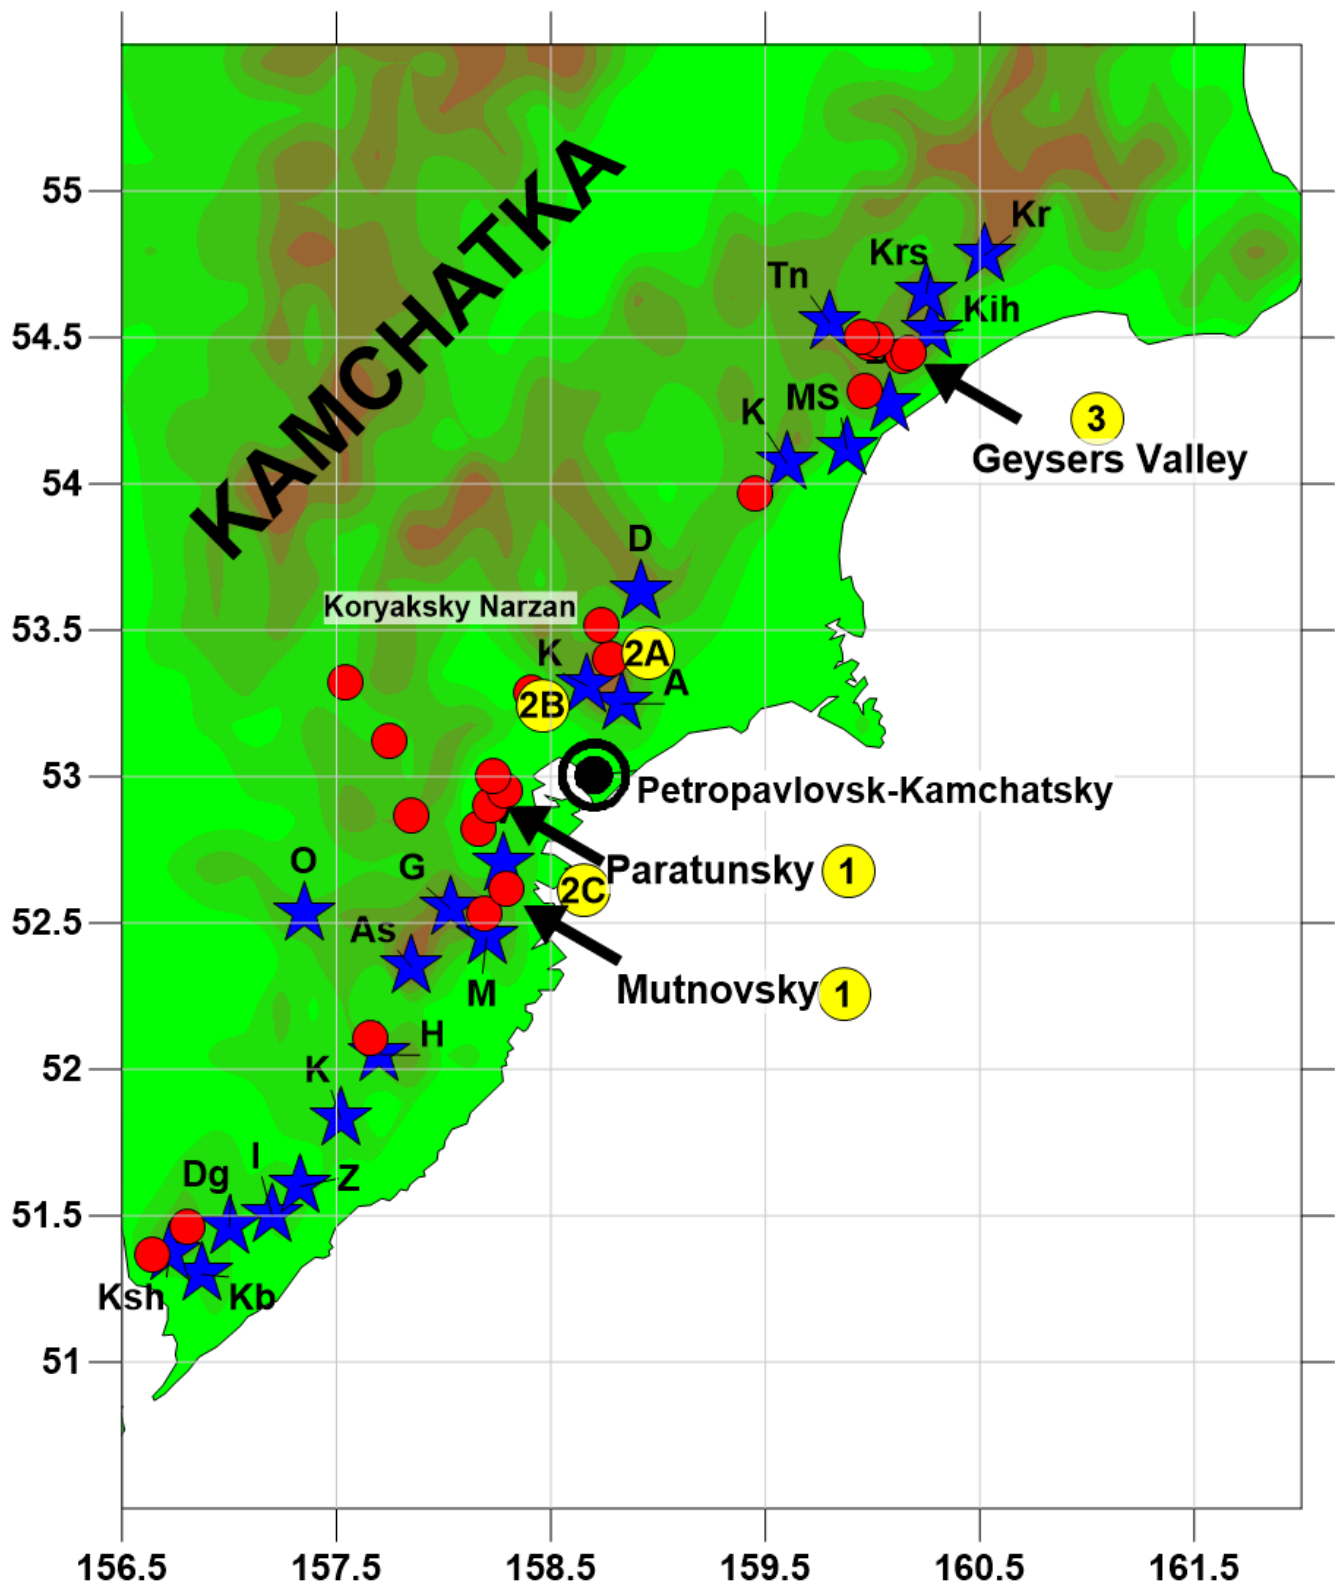 KAMCHATKA
55
54.5
54
53.5
53
52.5
52
51.5
51
Kr
Krs
Tn
Kih
MS
K
3
Geysers Valley
D
Koryaksky Narzan
K
2A
A
2B
Petropavlovsk-Kamchatsky
Paratunsky 1
O
G
2C
As
M
Mutnovsky 1
H
K
I
Dg
Z
Ksh
Kb
156.5 157.5 158.5 159.5 160.5 161.5